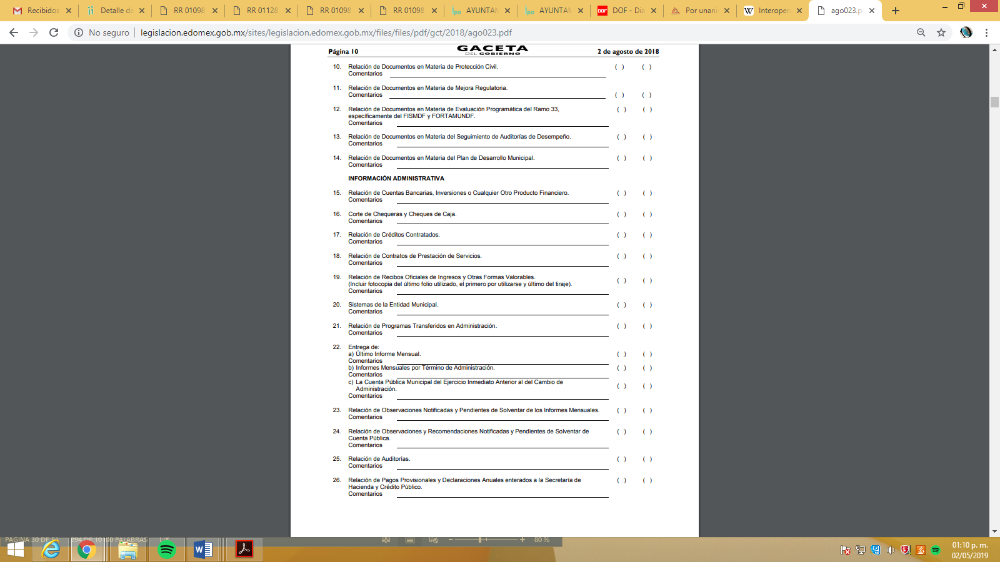 Recibidos
Detalle de
RR 01098
RR 01128
RR 01098
RR 01098
AYUNTAM
AYUNTAM
DOF - Dia
Por unani
Interopera
ago023.p
No seguro
legislacion.edomex.gob.mx/sites/legislacion.edomex.gob.mx/files/files/pdf/gct/2018/ago023.pdf
Página 10
GACETA
DEL GOBIERNO
2 de agosto de 2018
10. Relación de Documentos en Materia de Protección Civil. ( ) ( )
Comentarios
11. Relación de Documentos en Materia de Mejora Regulatoria.
Comentarios ( ) ( )
12. Relación de Documentos en Materia de Evaluación Programática del Ramo 33, ( ) ( )
específicamente del FISMDF y FORTAMUNDF.
Comentarios
13. Relación de Documentos en Materia del Seguimiento de Auditorías de Desempeño. ( ) ( )
Comentarios
14. Relación de Documentos en Materia del Plan de Desarrollo Municipal. ( ) ( )
Comentarios
INFORMACIÓN ADMINISTRATIVA
15. Relación de Cuentas Bancarias, Inversiones o Cualquier Otro Producto Financiero. ( ) ( )
Comentarios
16. Corte de Chequeras y Cheques de Caja. ( ) ( )
Comentarios
17. Relación de Créditos Contratados. ( ) ( )
Comentarios
18. Relación de Contratos de Prestación de Servicios. ( ) ( )
Comentarios
19. Relación de Recibos Oficiales de Ingresos y Otras Formas Valorables. ( ) ( )
(Incluir fotocopia del último folio utilizado, el primero por utilizarse y último del tiraje).
Comentarios
20. Sistemas de la Entidad Municipal. ( ) ( )
Comentarios
21. Relación de Programas Transferidos en Administración. ( ) ( )
Comentarios
22. Entrega de:
a) Último Informe Mensual. ( ) ( )
Comentarios
b) Informes Mensuales por Término de Administración. ( ) ( )
Comentarios
c) La Cuenta Pública Municipal del Ejercicio Inmediato Anterior al del Cambio de ( ) ( )
Administración.
Comentarios
23. Relación de Observaciones Notificadas y Pendientes de Solventar de los Informes Mensuales. ( ) ( )
Comentarios
24. Relación de Observaciones y Recomendaciones Notificadas y Pendientes de Solventar de ( ) ( )
Cuenta Pública.
Comentarios
25. Relación de Auditorías. ( ) ( )
Comentarios
26. Relación de Pagos Provisionales y Declaraciones Anuales enterados a la Secretaría de ( ) ( )
Hacienda y Crédito Público.
Comentarios
PÁGINA 30 DE 51
PALABRAS
80 %
01:10 p. m.
02/05/2019